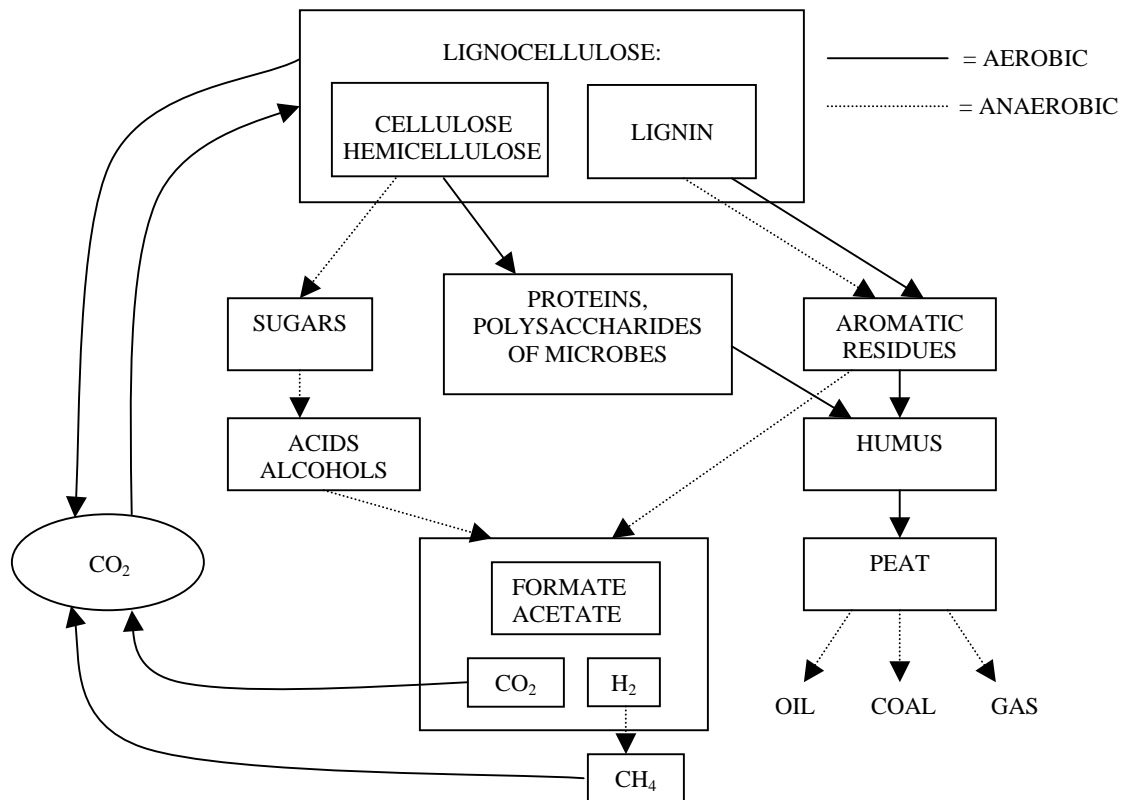 LIGNOCELLULOSE:
= AEROBIC
= ANAEROBIC
CELLULOSE
HEMICELLULOSE
LIGNIN
SUGARS
PROTEINS,
POLYSACCHARIDES
OF MICROBES
AROMATIC
RESIDUES
ACIDS
ALCOHOLS
HUMUS
CO₂
FORMATE
ACETATE
PEAT
CO₂
H₂
OIL
COAL
GAS
CH₄